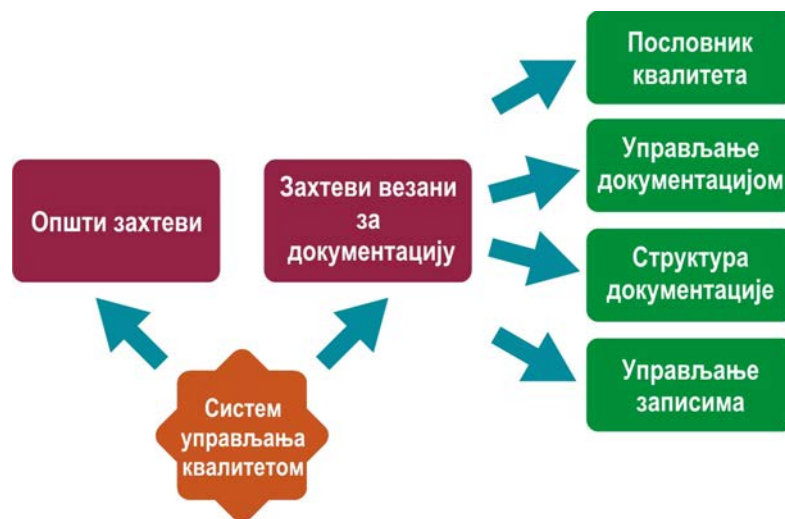 Општи захтеви
Захтеви везани
за
документацију
Систем
управљања
квалитетом
Пословник
квалитета
Управљање
документацијом
Структура
документације
Управљање
записима